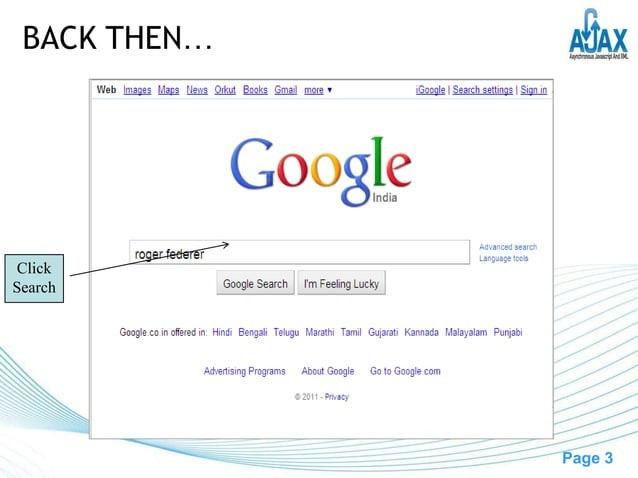 BACK THEN…
AJAX
Asynchronous Javascript And XML
Web Images Maps News Orkut Books Gmail more ▼ iGoogle | Search settings | Sign in
Google
India
roger federer
Advanced search
Language tools
Click
Search
Google Search I'm Feeling Lucky
Google.co.in offered in: Hindi Bengali Telugu Marathi Tamil Gujarati Kannada Malayalam Punjabi
Advertising Programs About Google Go to Google.com
© 2011 - Privacy
Page 3